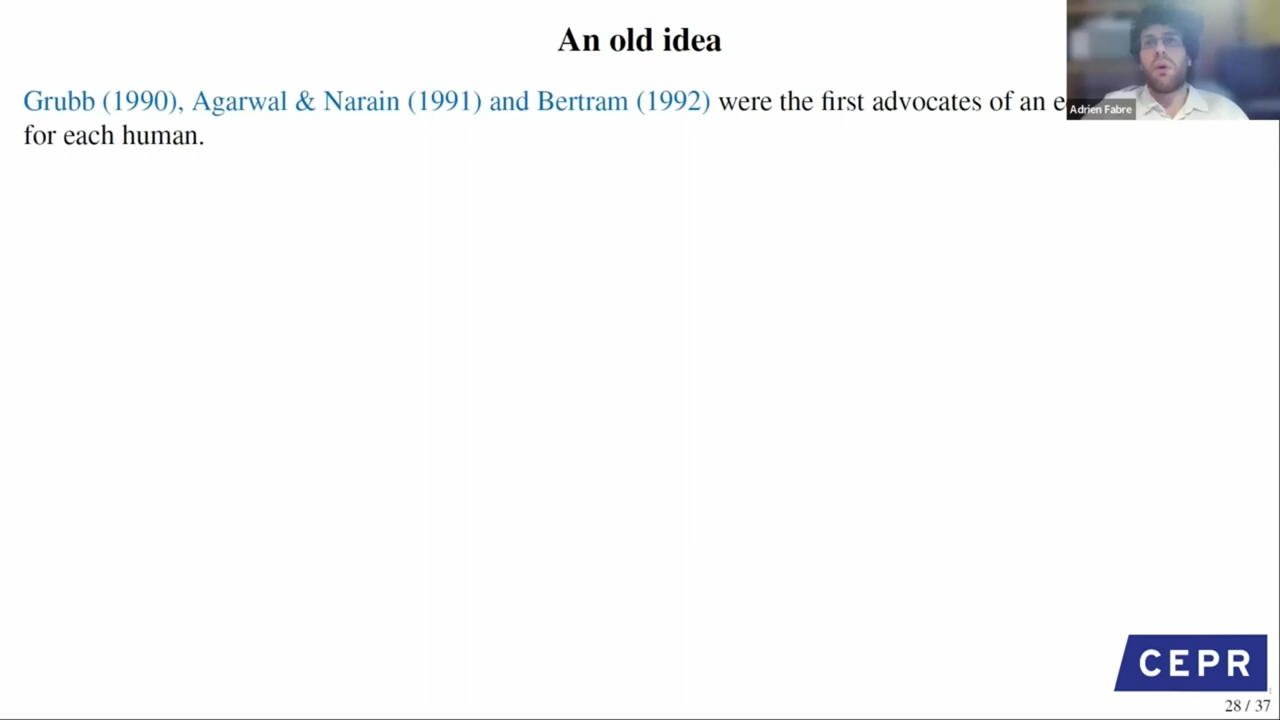 An old idea
Grubb (1990), Agarwal & Narain (1991) and Bertram (1992) were the first advocates of an
for each human.
Adrien Fabre
CEPR
28 / 37